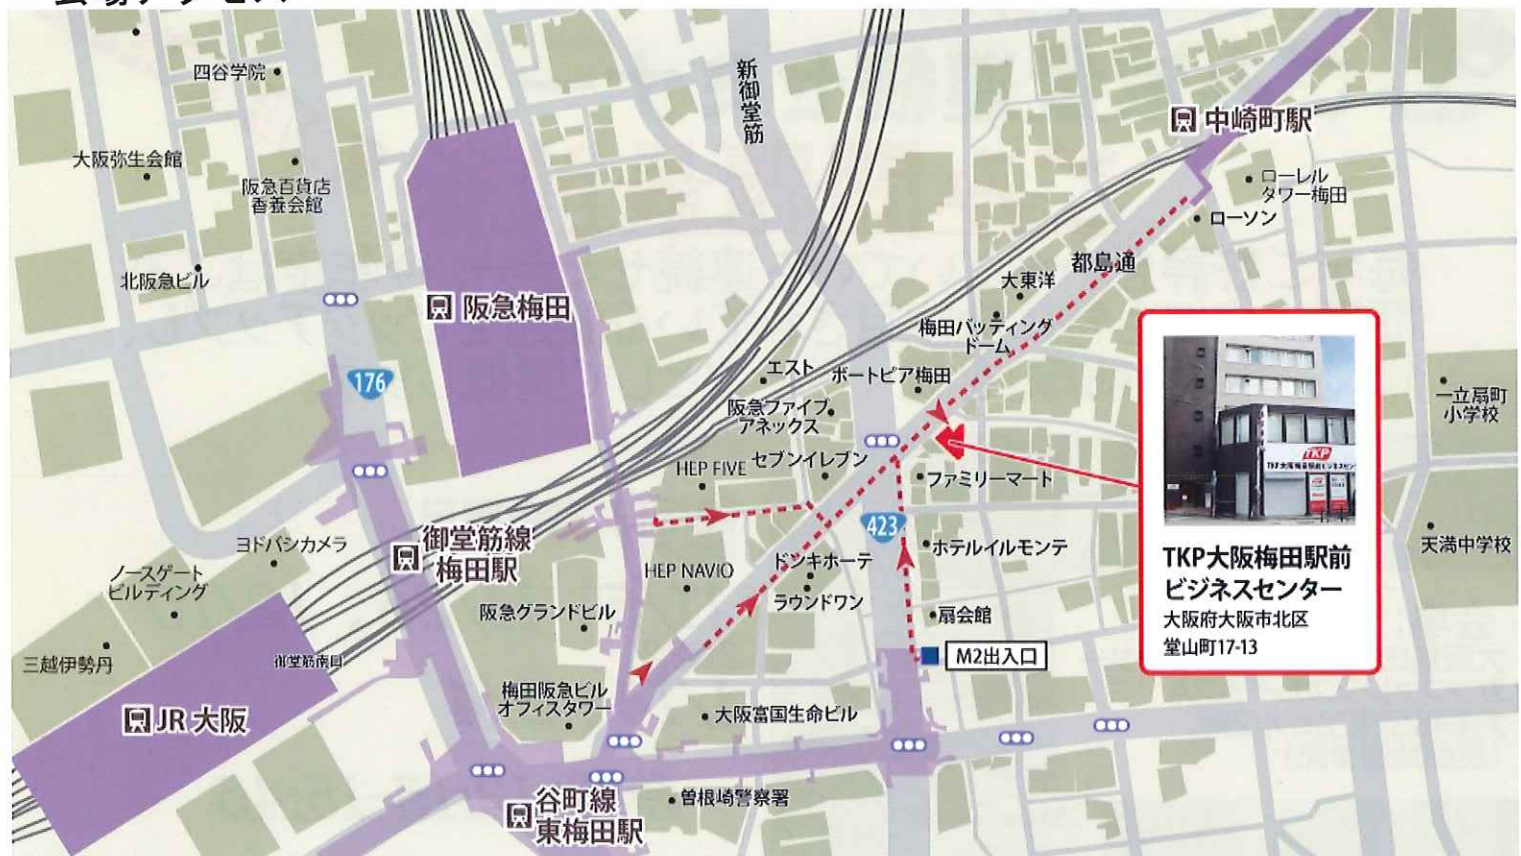 会場アクセス
四谷学院
新御堂筋
中崎町駅
大阪弥生会館
阪急百貨店
香養会館
ローレル
タワー梅田
ローソン
都島通
北阪急ビル
大東洋
阪急梅田
梅田バッティング
ドーム
エスト
ボートピア梅田
176
阪急ファイブ
アネックス
一立扇町
小学校
TKP
HEP FIVE
セブンイレブン
ファミリーマート
423
御堂筋線
梅田駅
ヨドバシカメラ
ホテルイルモンテ
天満中学校
ドンキホーテ
TKP大阪梅田駅前
ビジネスセンター
大阪府大阪市北区
堂山町17-13
ノースゲート
ビルディング
HEP NAVIO
ラウンドワン
阪急グランドビル
扇会館
三越伊勢丹
御堂筋南口
M2出入口
梅田阪急ビル
オフィスタワー
JR 大阪
大阪富国生命ビル
谷町線
東梅田駅
曽根崎警察署